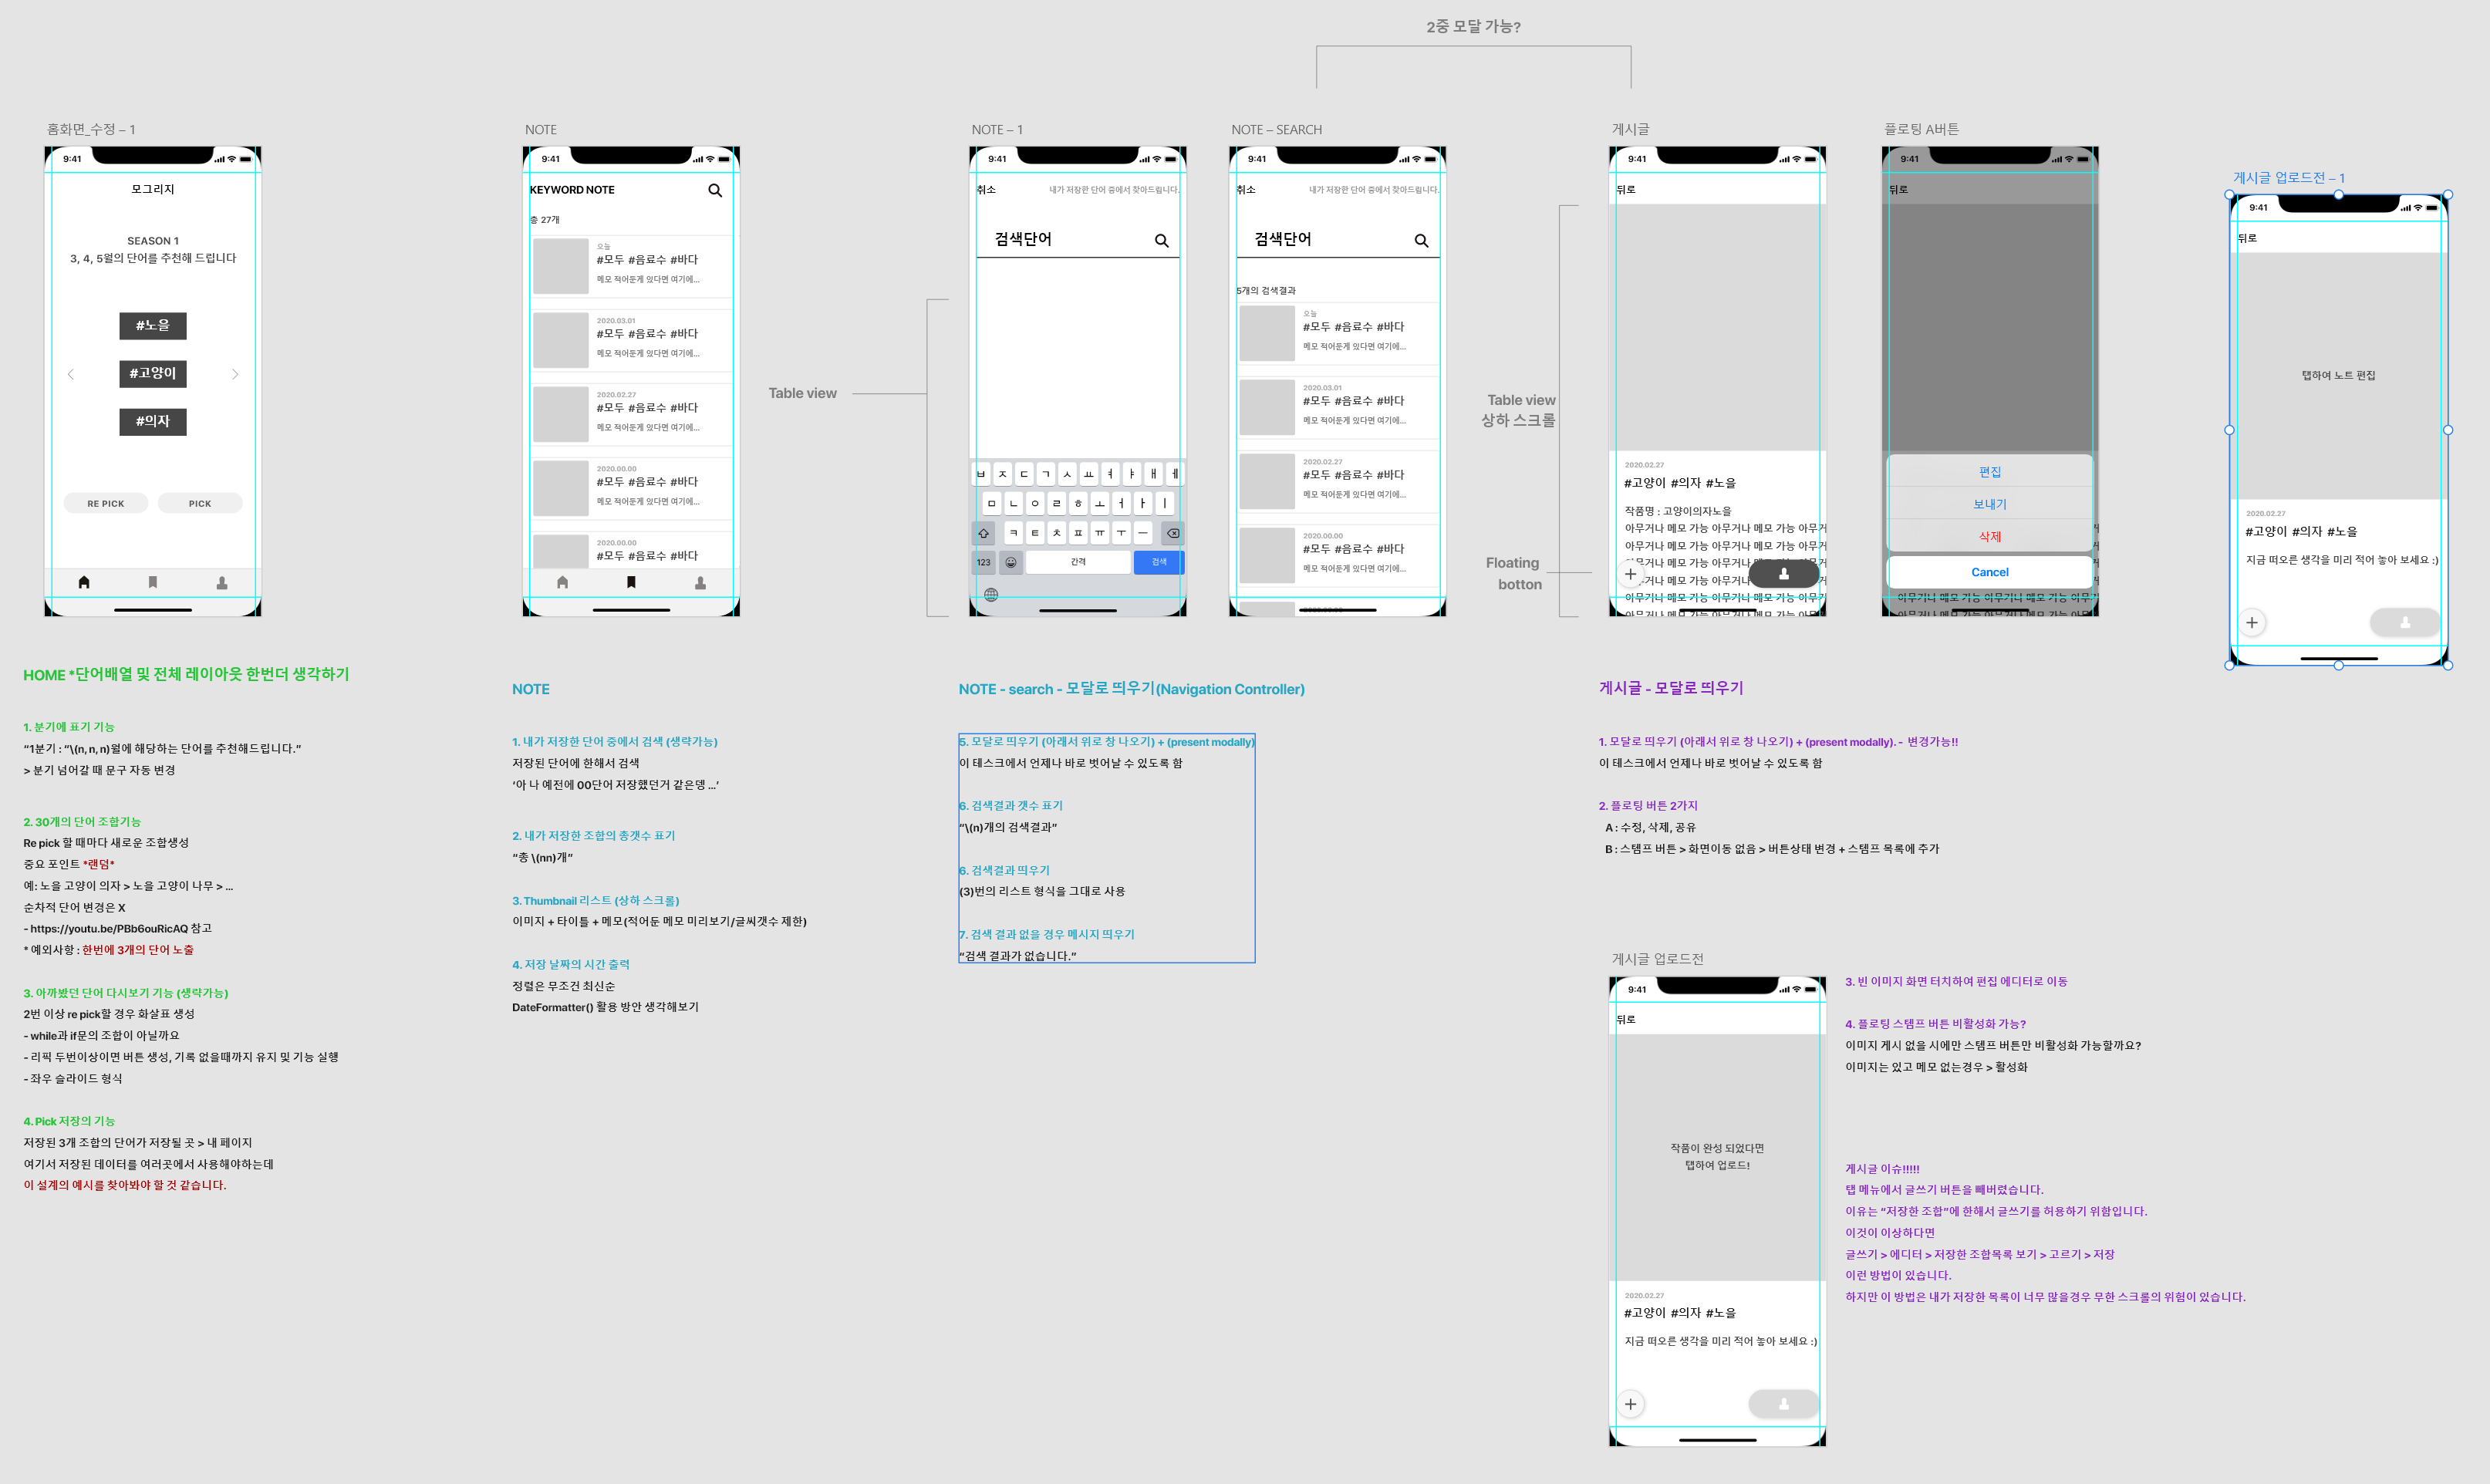 2중 모달 가능?
홈화면_수정 – 1
9:41
모그리지
SEASON 1
3, 4, 5월의 단어를 추천해 드립니다
#노을
#고양이
#의자
RE PICK
PICK
NOTE
9:41
KEYWORD NOTE
총 27개
오늘
#모두 #음료수 #바다
메모 적어둔게 있다면 여기에...
2020.03.01
#모두 #음료수 #바다
메모 적어둔게 있다면 여기에...
2020.02.27
#모두 #음료수 #바다
메모 적어둔게 있다면 여기에...
2020.00.00
#모두 #음료수 #바다
메모 적어둔게 있다면 여기에...
2020.00.00
#모두 #음료수 #바다
Table view
NOTE – 1
9:41
취소
내가 저장한 단어 중에서 찾아드립니다.
검색단어
ㅂ ㅈ ㄷ ㄱ ㅅ ㅛ ㅕ ㅑ ㅐ ㅔ
ㅁ ㄴ ㅇ ㄹ ㅎ ㅗ ㅓ ㅏ ㅣ
ㅋ ㅌ ㅊ ㅍ ㅠ ㅜ ㅡ
123
간격
검색
NOTE – SEARCH
9:41
취소
내가 저장한 단어 중에서 찾아드립니다.
검색단어
5개의 검색결과
오늘
#모두 #음료수 #바다
메모 적어둔게 있다면 여기에...
2020.03.01
#모두 #음료수 #바다
메모 적어둔게 있다면 여기에...
2020.02.27
#모두 #음료수 #바다
메모 적어둔게 있다면 여기에...
2020.00.00
#모두 #음료수 #바다
메모 적어둔게 있다면 여기에...
Table view
상하 스크롤
Floating
botton
게시글
9:41
뒤로
2020.02.27
#고양이 #의자 #노을
작품명 : 고양이의자노을
아무거나 메모 가능 아무거나 메모 가능 아무거
아무거나 메모 가능 아무거나 메모 가능 아무거
플로팅 A버튼
9:41
뒤로
편집
보내기
삭제
Cancel
게시글 업로드전 – 1
9:41
뒤로
탭하여 노트 편집
2020.02.27
#고양이 #의자 #노을
지금 떠오른 생각을 미리 적어 놓아 보세요 :)
HOME *단어배열 및 전체 레이아웃 한번더 생각하기
1. 분기에 표기 기능
“1분기 : “\(n, n, n)월에 해당하는 단어를 추천해드립니다.”
> 분기 넘어갈 때 문구 자동 변경
2. 30개의 단어 조합기능
Re pick 할 때마다 새로운 조합생성
중요 포인트 *랜덤*
예: 노을 고양이 의자 > 노을 고양이 나무 > ...
순차적 단어 변경은 X
- https://youtu.be/PBb6ouRicAQ 참고
* 예외사항 : 한번에 3개의 단어 노출
3. 아까봤던 단어 다시보기 기능 (생략가능)
2번 이상 re pick할 경우 화살표 생성
- while과 if문의 조합이 아닐까요
- 리픽 두번이상이면 버튼 생성, 기록 없을때까지 유지 및 기능 실행
- 좌우 슬라이드 형식
4. Pick 저장의 기능
저장된 3개 조합의 단어가 저장될 곳 > 내 페이지
여기서 저장된 데이터를 여러곳에서 사용해야하는데
이 설계의 예시를 찾아봐야 할 것 같습니다.
NOTE
1. 내가 저장한 단어 중에서 검색 (생략가능)
저장된 단어에 한해서 검색
‘아 나 예전에 00단어 저장했던거 같은뎅 ...’
2. 내가 저장한 조합의 총갯수 표기
“총 \(nn)개”
3. Thumbnail 리스트 (상하 스크롤)
이미지 + 타이틀 + 메모(적어둔 메모 미리보기/글씨갯수 제한)
4. 저장 날짜의 시간 출력
정렬은 무조건 최신순
DateFormatter() 활용 방안 생각해보기
NOTE - search - 모달로 띄우기(Navigation Controller)
5. 모달로 띄우기 (아래서 위로 창 나오기) + (present modally)
이 테스크에서 언제나 바로 벗어날 수 있도록 함
6. 검색결과 갯수 표기
“\(n)개의 검색결과”
6. 검색결과 띄우기
(3)번의 리스트 형식을 그대로 사용
7. 검색 결과 없을 경우 메시지 띄우기
“검색 결과가 없습니다.”
게시글 - 모달로 띄우기
1. 모달로 띄우기 (아래서 위로 창 나오기) + (present modally). - 변경가능!!
이 테스크에서 언제나 바로 벗어날 수 있도록 함
2. 플로팅 버튼 2가지
A : 수정, 삭제, 공유
B : 스템프 버튼 > 화면이동 없음 > 버튼상태 변경 + 스템프 목록에 추가
게시글 업로드전
9:41
뒤로
작품이 완성 되었다면
탭하여 업로드!
2020.02.27
#고양이 #의자 #노을
지금 떠오른 생각을 미리 적어 놓아 보세요 :)
3. 빈 이미지 화면 터치하여 편집 에디터로 이동
4. 플로팅 스템프 버튼 비활성화 가능?
이미지 게시 없을 시에만 스템프 버튼만 비활성화 가능할까요?
이미지는 있고 메모 없는경우 > 활성화
게시글 이슈!!!!!
탭 메뉴에서 글쓰기 버튼을 빼버렸습니다.
이유는 “저장한 조합”에 한해서 글쓰기를 허용하기 위함입니다.
이것이 이상하다면
글쓰기 > 에디터 > 저장한 조합목록 보기 > 고르기 > 저장
이런 방법이 있습니다.
하지만 이 방법은 내가 저장한 목록이 너무 많을경우 무한 스크롤의 위험이 있습니다.